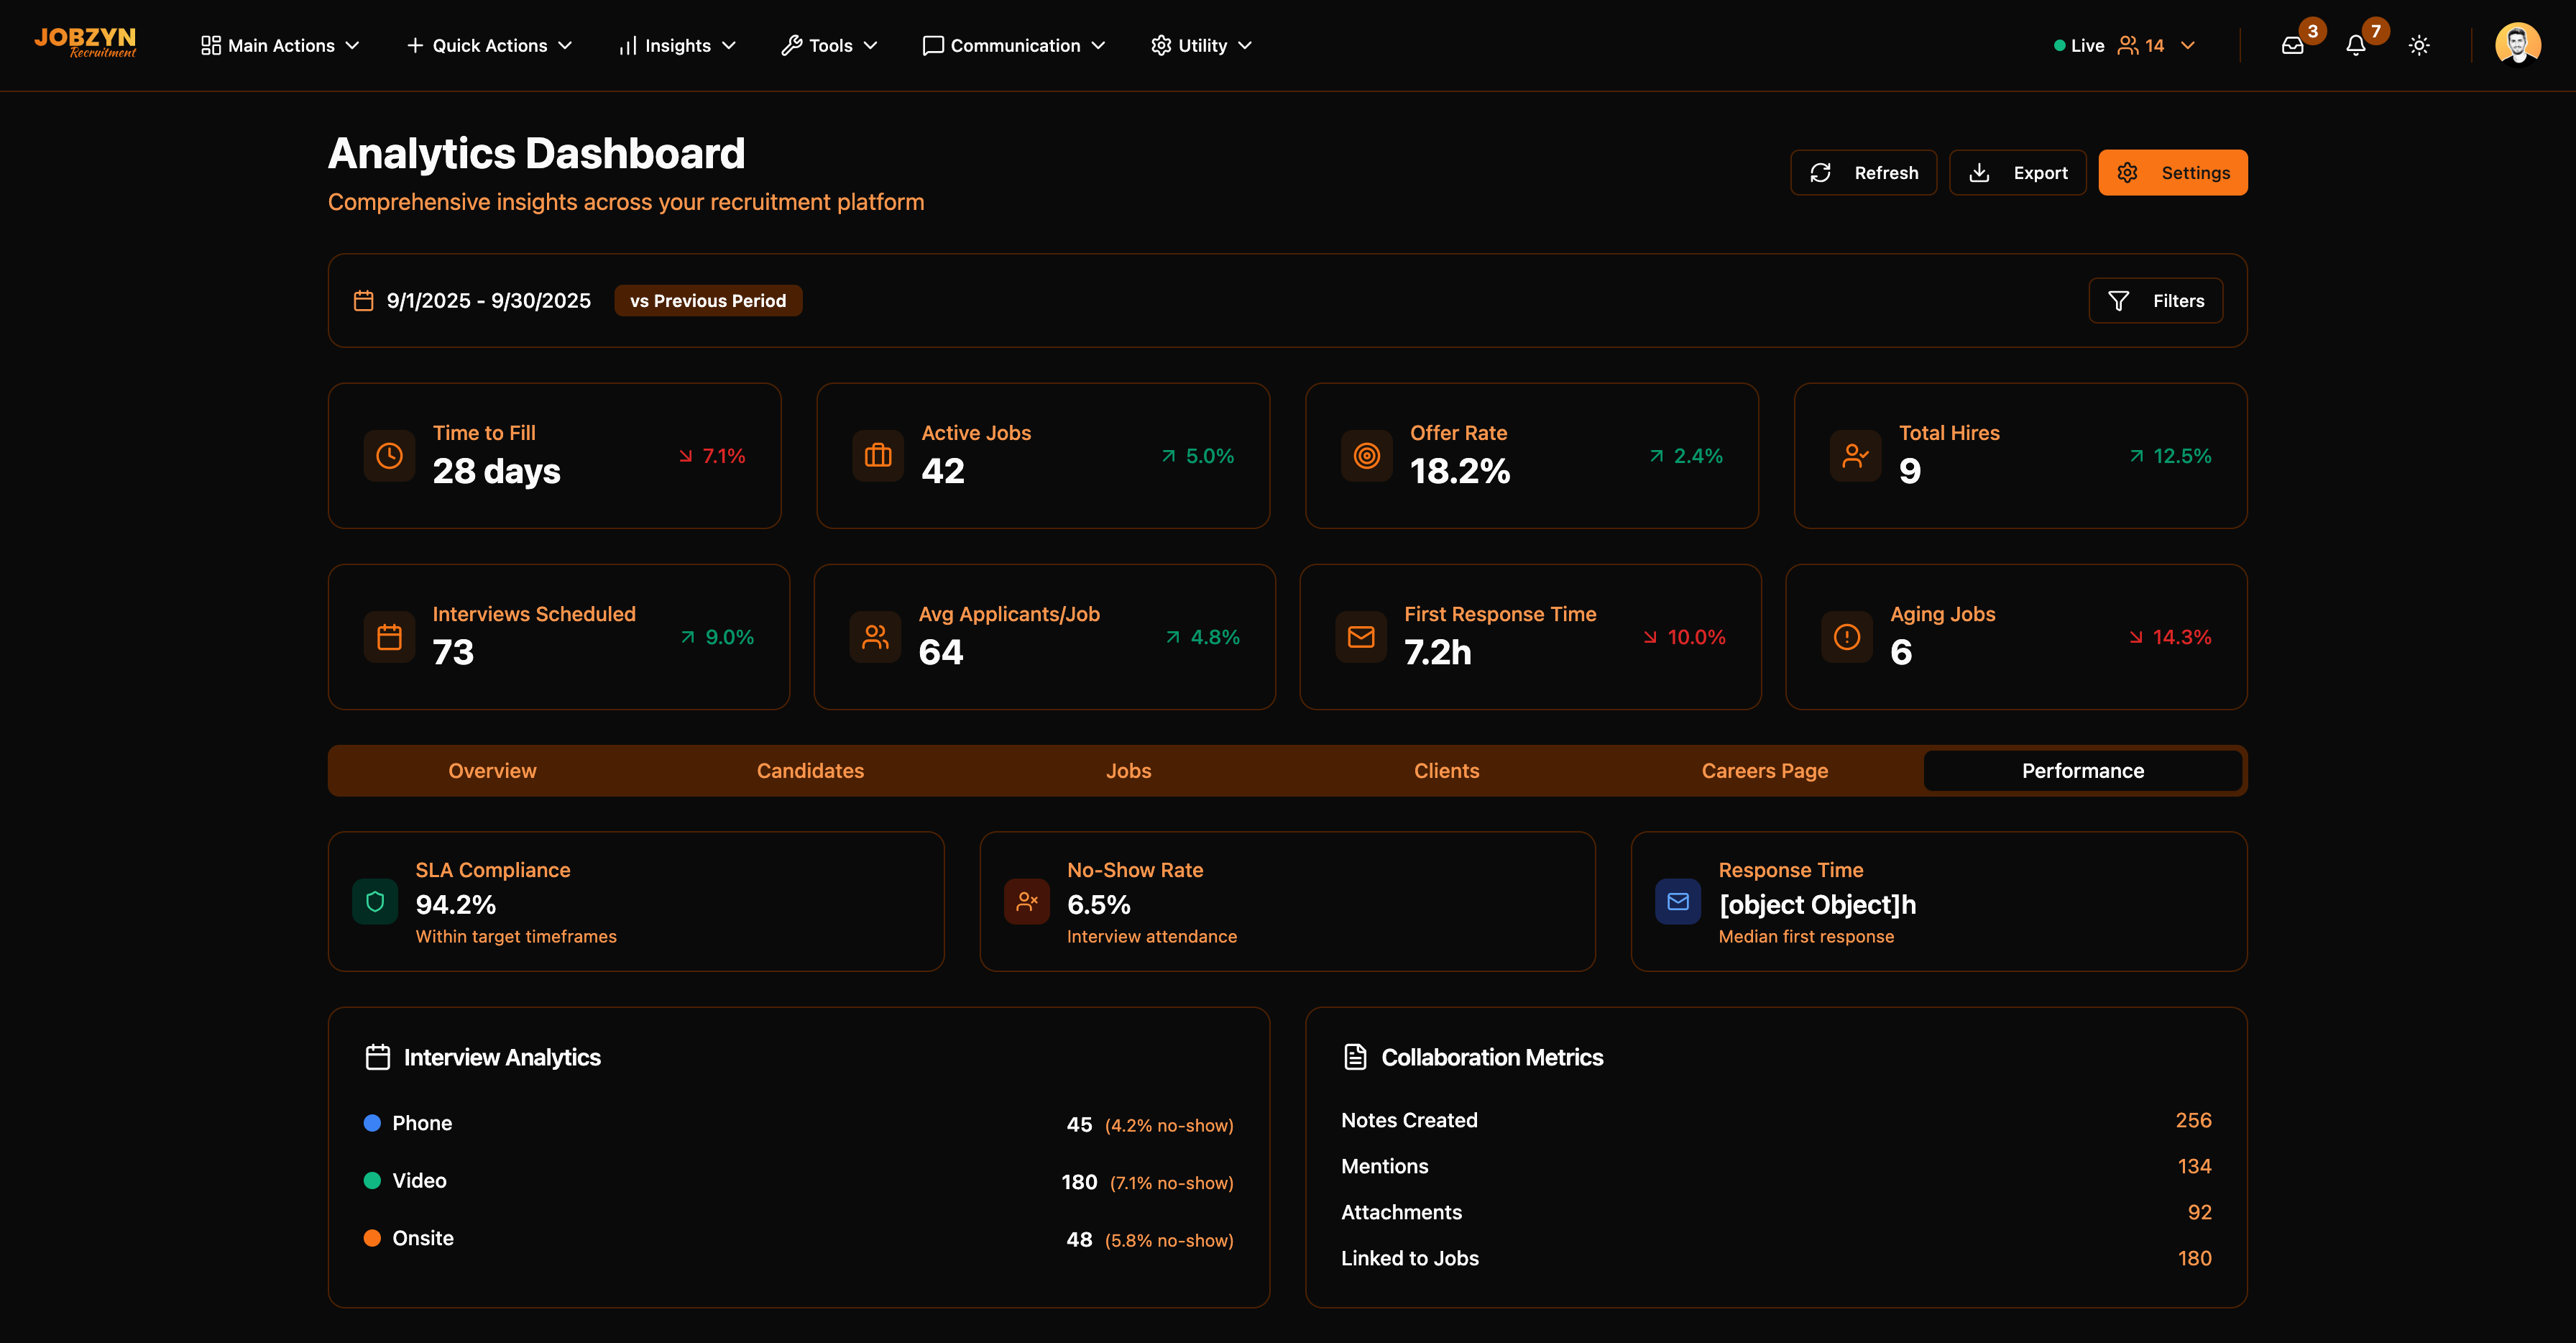 JOBZYN
Recruitment
Main Actions
Quick Actions
Insights
Tools
Communication
Utility
Live 14
3
7
Analytics Dashboard
Comprehensive insights across your recruitment platform
Refresh
Export
Settings
9/1/2025 - 9/30/2025
vs Previous Period
Filters
Time to Fill
28 days
7.1%
Active Jobs
42
5.0%
Offer Rate
18.2%
2.4%
Total Hires
9
12.5%
Interviews Scheduled
73
9.0%
Avg Applicants/Job
64
4.8%
First Response Time
7.2h
10.0%
Aging Jobs
6
14.3%
Overview
Candidates
Jobs
Clients
Careers Page
Performance
SLA Compliance
94.2%
Within target timeframes
No-Show Rate
6.5%
Interview attendance
Response Time
[object Object]h
Median first response
Interview Analytics
Phone 45 (4.2% no-show)
Video 180 (7.1% no-show)
Onsite 48 (5.8% no-show)
Collaboration Metrics
Notes Created 256
Mentions 134
Attachments 92
Linked to Jobs 180